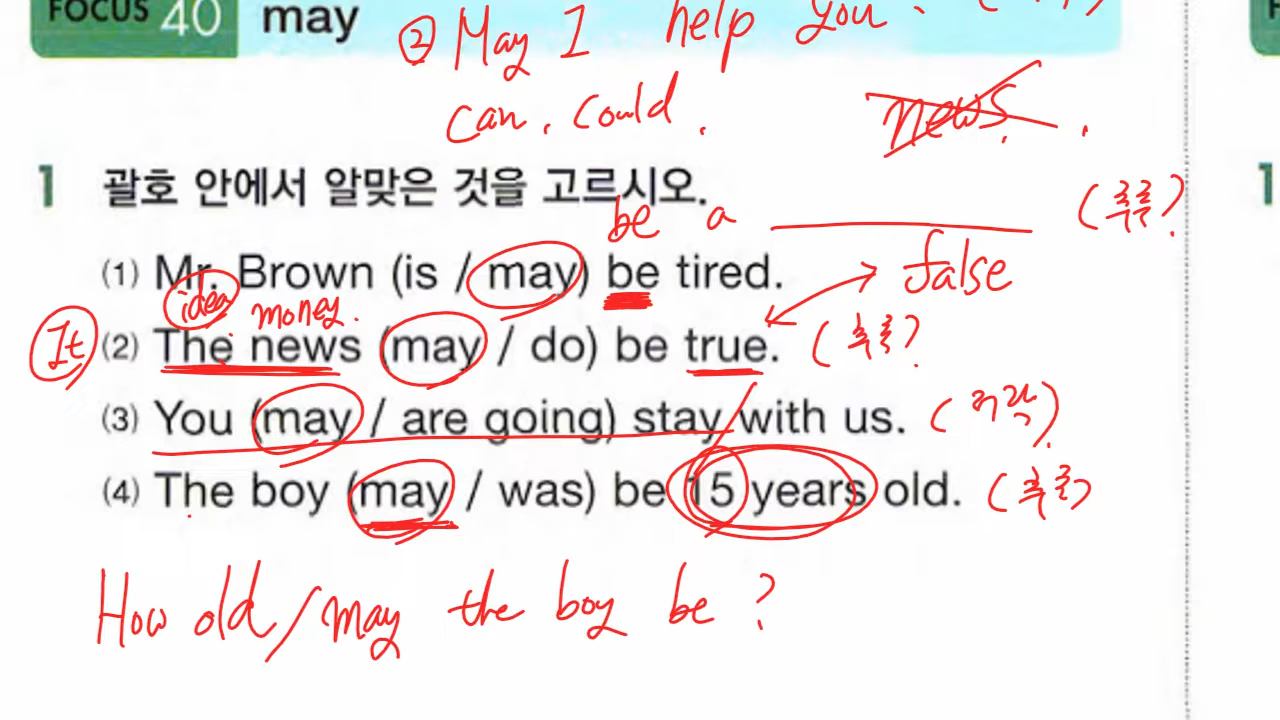 FOCUS 40 may
② May I help you
can, could.
news.
1 괄호 안에서 알맞은 것을 고르시오.
be a
(추측?
(1) Mr. Brown (is / may) be tired.
false
idea money.
It (2) The news (may / do) be true. (추측?
(3) You (may / are going) stay with us. (허락)
(4) The boy (may / was) be 15 years old. (추측)
How old / may the boy be?
1